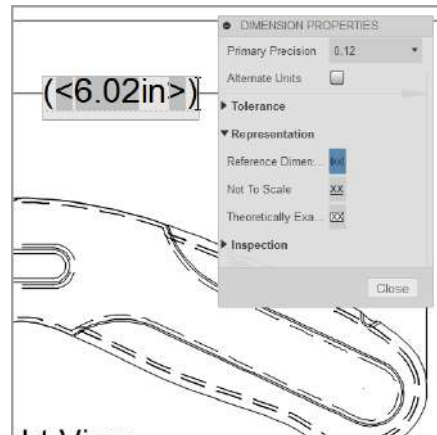 DIMENSION PROPERTIES
Primary Precision 0.12
Alternate Units
(<6.02in>)
Tolerance
Representation
Reference Dimen...
Not To Scale XX
Theoretically Exa... XX
Inspection
Close